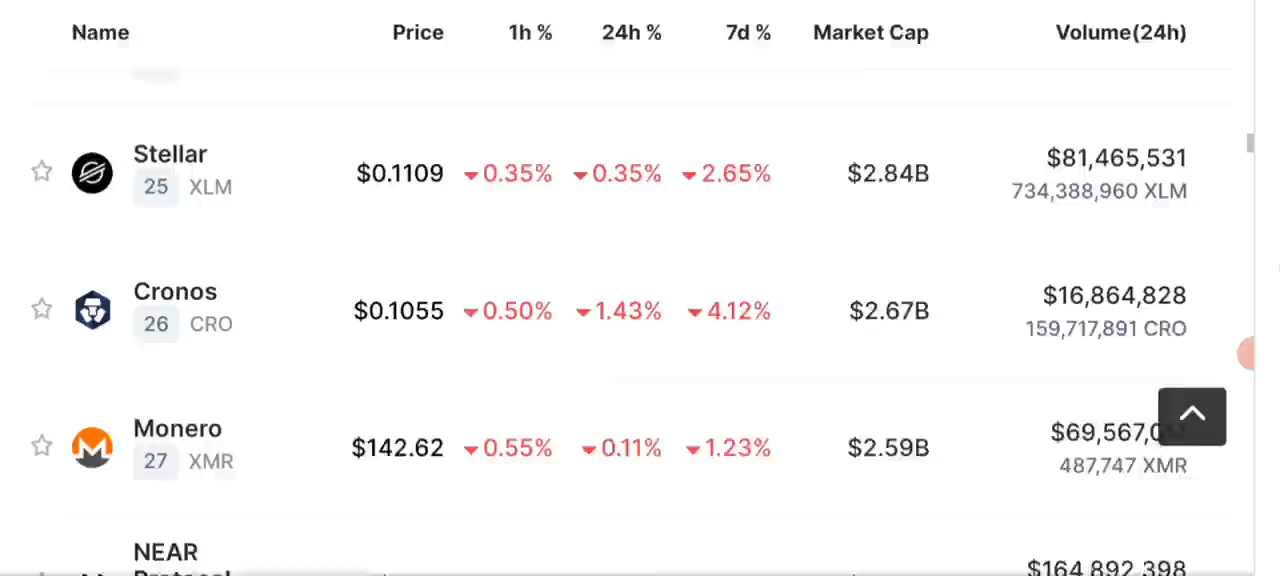 Name Price 1h % 24h % 7d % Market Cap Volume(24h)
Stellar
25 XLM $0.1109 0.35% 0.35% 2.65% $2.84B $81,465,531
734,388,960 XLM
Cronos
26 CRO $0.1055 0.50% 1.43% 4.12% $2.67B $16,864,828
159,717,891 CRO
Monero
27 XMR $142.62 0.55% 0.11% 1.23% $2.59B
487,747 XMR
NEAR
Protocol
$164,892,398